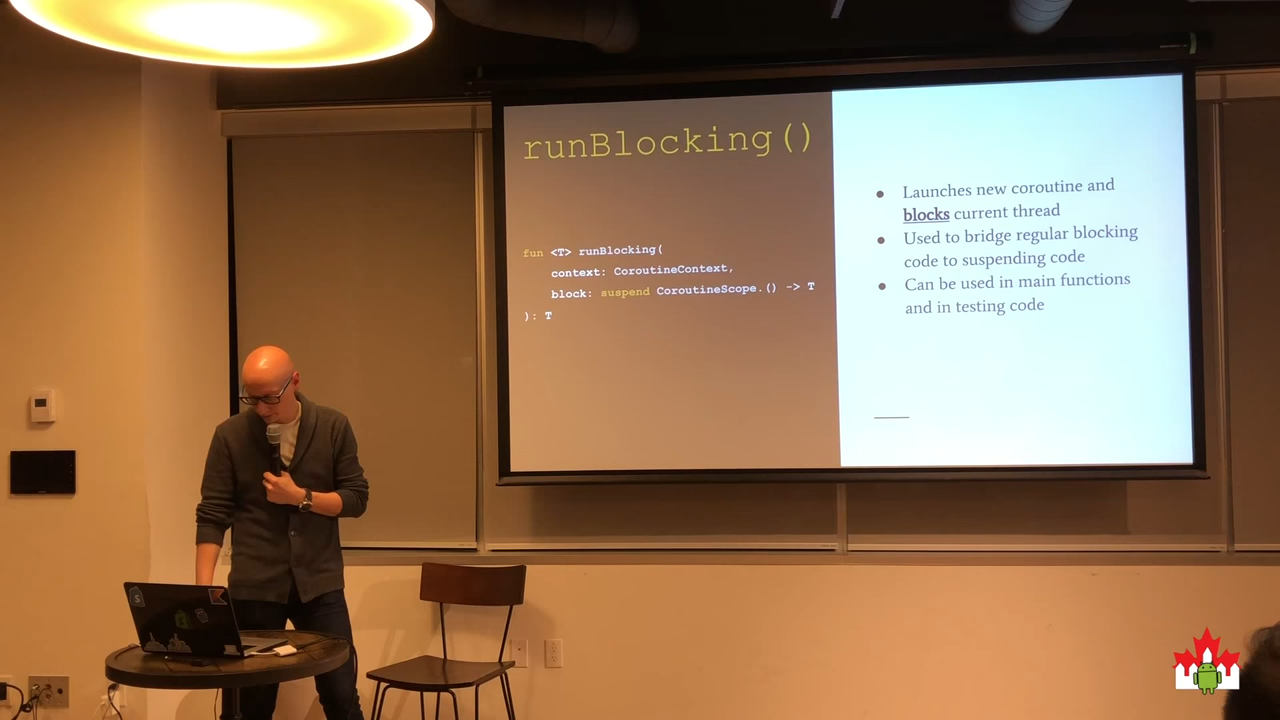 runBlocking()
fun <T> runBlocking(
context: CoroutineContext,
block: suspend CoroutineScope.() -> T
): T
● Launches new coroutine and
blocks current thread
● Used to bridge regular blocking
code to suspending code
● Can be used in main functions
and in testing code